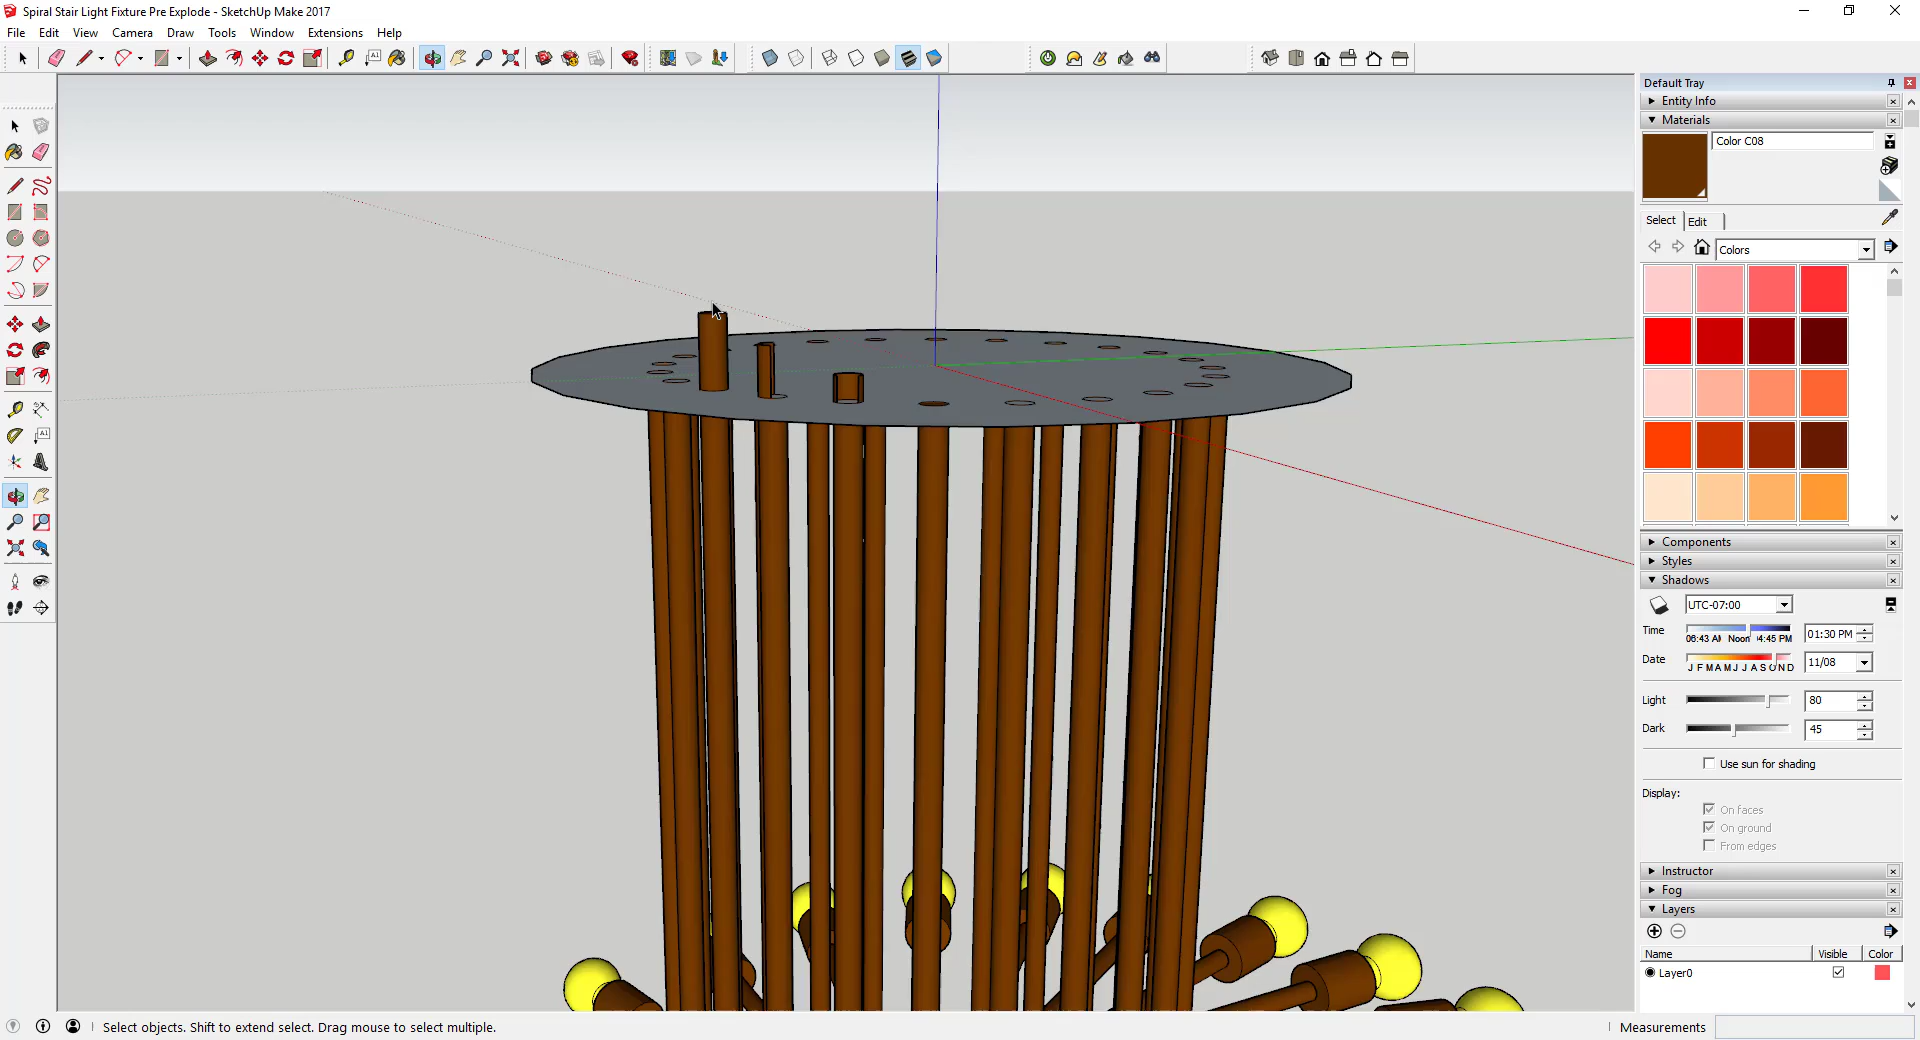 Spiral Stair Light Fixture Pre Explode - SketchUp Make 2017
File Edit View Camera Draw Tools Window Extensions Help
Default Tray
Entity Info
Materials
Color C08
Select Edit
Colors
Components
Styles
Shadows
UTC-07:00
Time
06:43 AM Noon 04:45 PM
01:30 PM
Date
J F M A M J J A S O N D
11/08
Light
80
Dark
45
Use sun for shading
Display:
On faces
On ground
From edges
Instructor
Fog
Layers
Name Visible Color
Layer0
Select objects. Shift to extend select. Drag mouse to select multiple.
Measurements